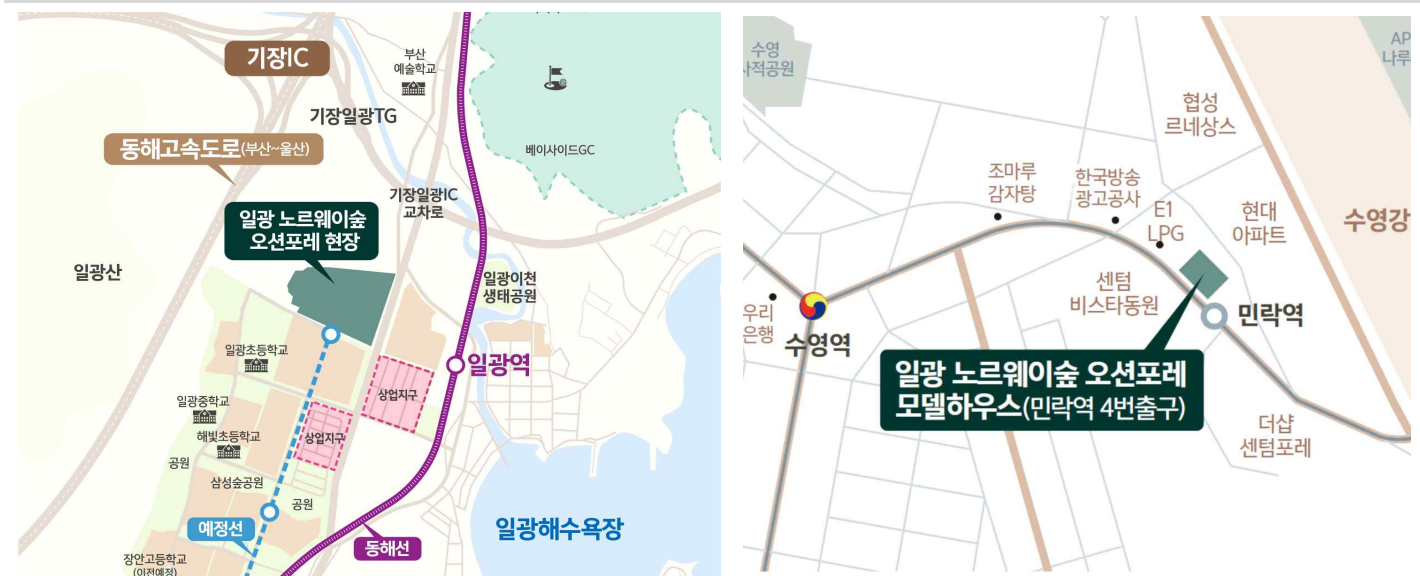 기장IC
부산
예술학교
기장일광TG
동해고속도로(부산~울산)
베이사이드GC
기장일광IC
교차로
일광 노르웨이숲
오션포레 현장
일광산
일광이천
생태공원
일광초등학교
일광역
상업지구
일광중학교
해빛초등학교
상업지구
공원
삼성숲공원
공원
예정선
일광해수욕장
동해선
장안고등학교
(이전예정)
수영
사적공원
AP
나루
협성
르네상스
조마루
감자탕
한국방송
광고공사
E1
LPG
현대
아파트
수영강
센텀
비스타동원
우리
은행
수영역
민락역
일광 노르웨이숲 오션포레
모델하우스(민락역 4번출구)
더샵
센텀포레